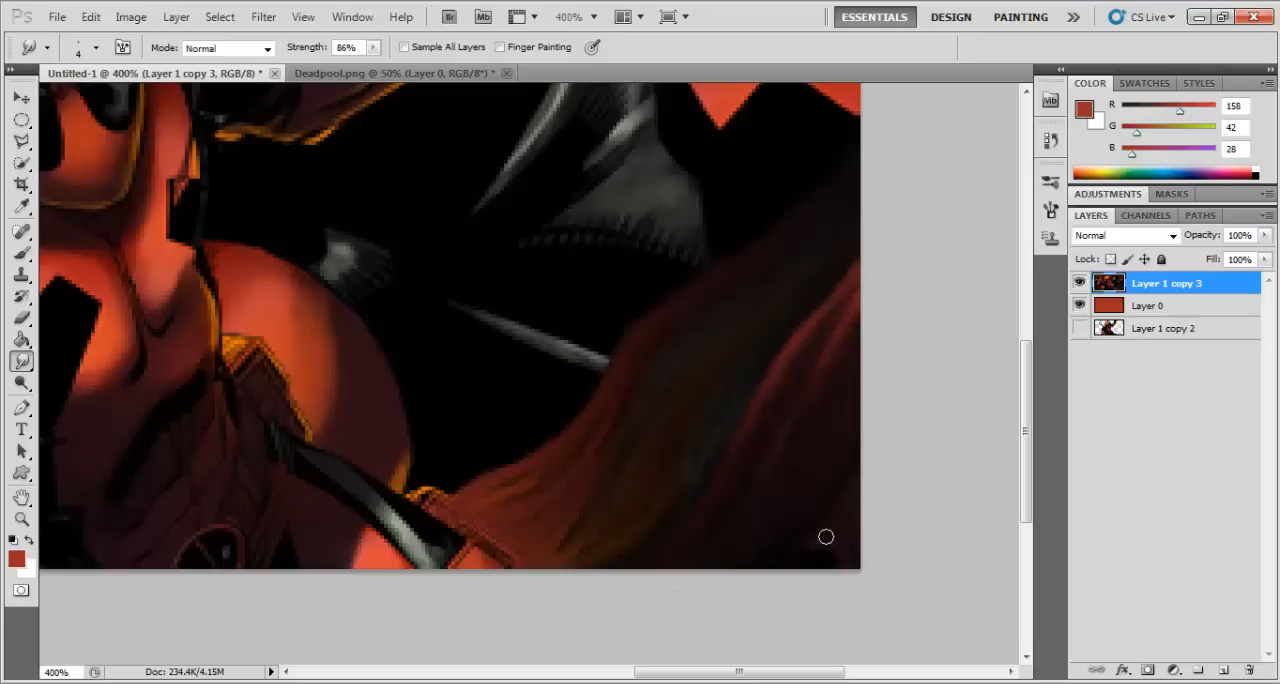 Ps File Edit Image Layer Select Filter View Window Help Br Mb 400% ESSENTIALS DESIGN PAINTING CS Live
4 Mode: Normal Strength: 86% Sample All Layers Finger Painting
Untitled-1 @ 400% (Layer 1 copy 3, RGB/8) * Deadpool.png @ 50% (Layer 0, RGB/8*) *
Mb
COLOR SWATCHES STYLES
R 158
G 42
B 28
ADJUSTMENTS MASKS
LAYERS CHANNELS PATHS
Normal Opacity: 100%
Lock: Fill: 100%
Layer 1 copy 3
Layer 0
Layer 1 copy 2
T
400% Doc: 234.4K/4.15M